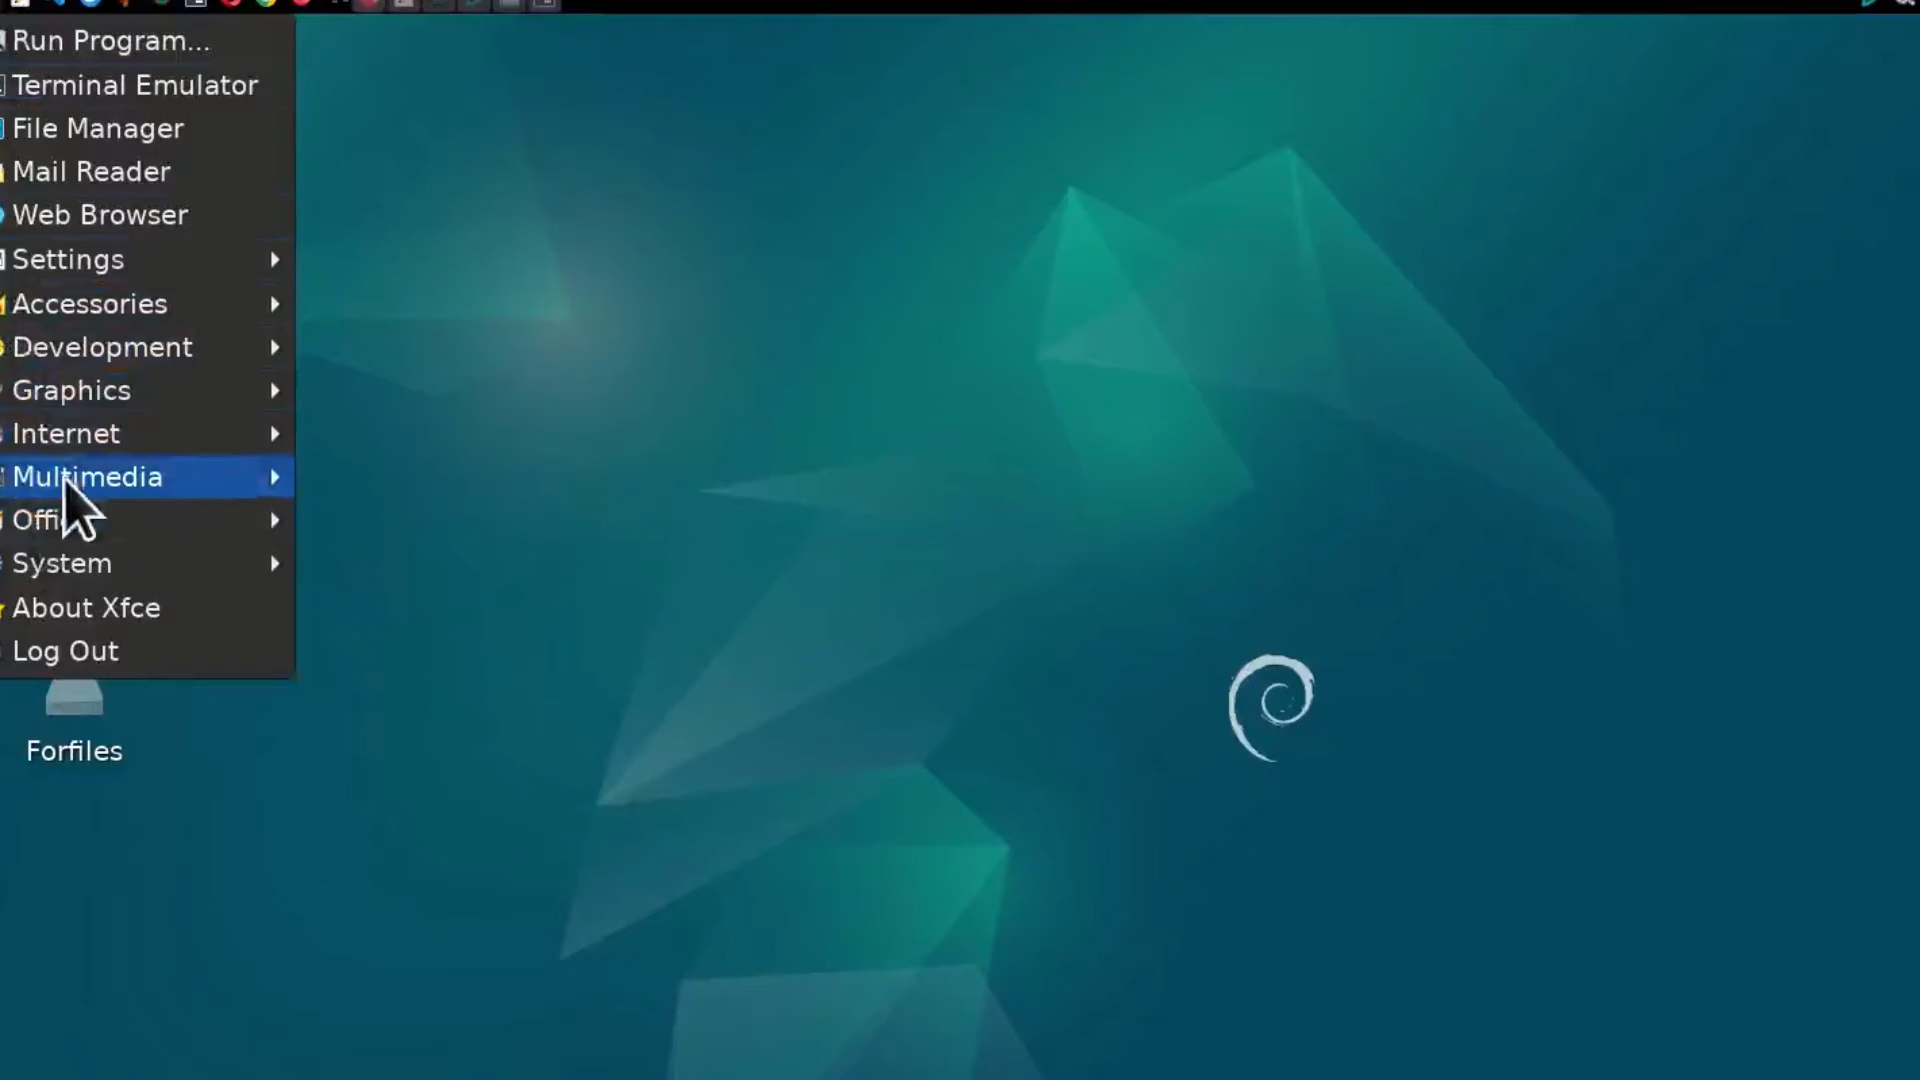 Run Program...
Terminal Emulator
File Manager
Mail Reader
Web Browser
Settings
Accessories
Development
Graphics
Internet
Multimedia
Offi
System
About Xfce
Log Out
Forfiles